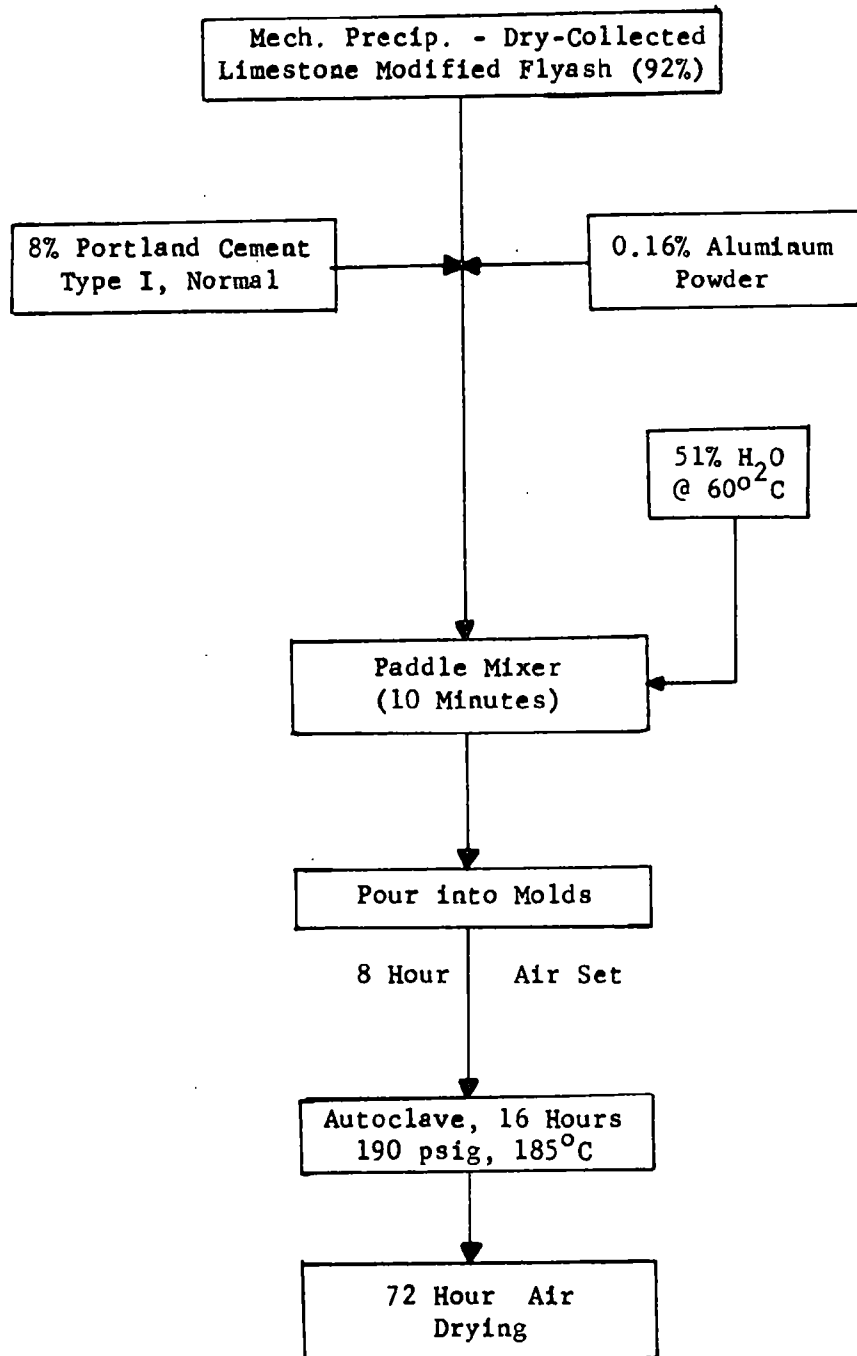 Mech. Precip. - Dry-Collected
Limestone Modified Flyash (92%)
8% Portland Cement
Type I, Normal
0.16% Aluminum
Powder
51% H₂O
@ 60°C
Paddle Mixer
(10 Minutes)
Pour into Molds
8 Hour Air Set
Autoclave, 16 Hours
190 psig, 185°C
72 Hour Air
Drying